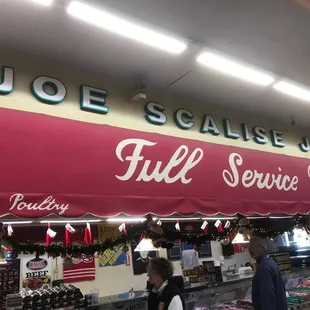 JOE SCALISE J
Full Service
Poultry
BEEF